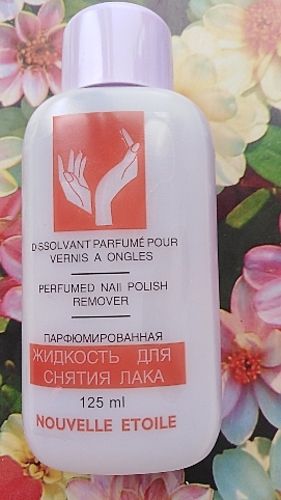 DISSOLVANT PARFUMÉ POUR
VERNIS A ONGLES
PERFUMED NAIL POLISH
REMOVER
ПАРФЮМИРОВАННАЯ
ЖИДКОСТЬ ДЛЯ
СНЯТИЯ ЛАКА
125 ml
NOUVELLE ETOILE